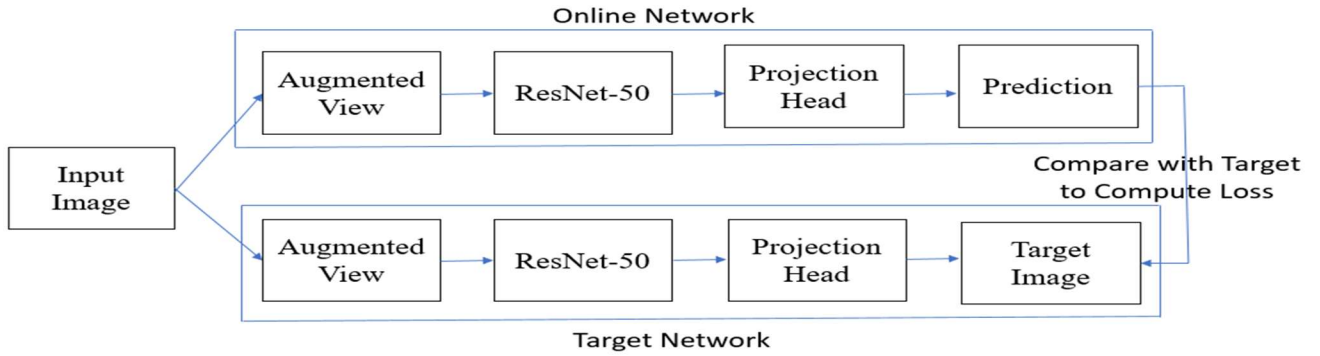 Online Network
Augmented
View
ResNet-50
Projection
Head
Prediction
Input
Image
Compare with Target
to Compute Loss
Augmented
View
ResNet-50
Projection
Head
Target
Image
Target Network